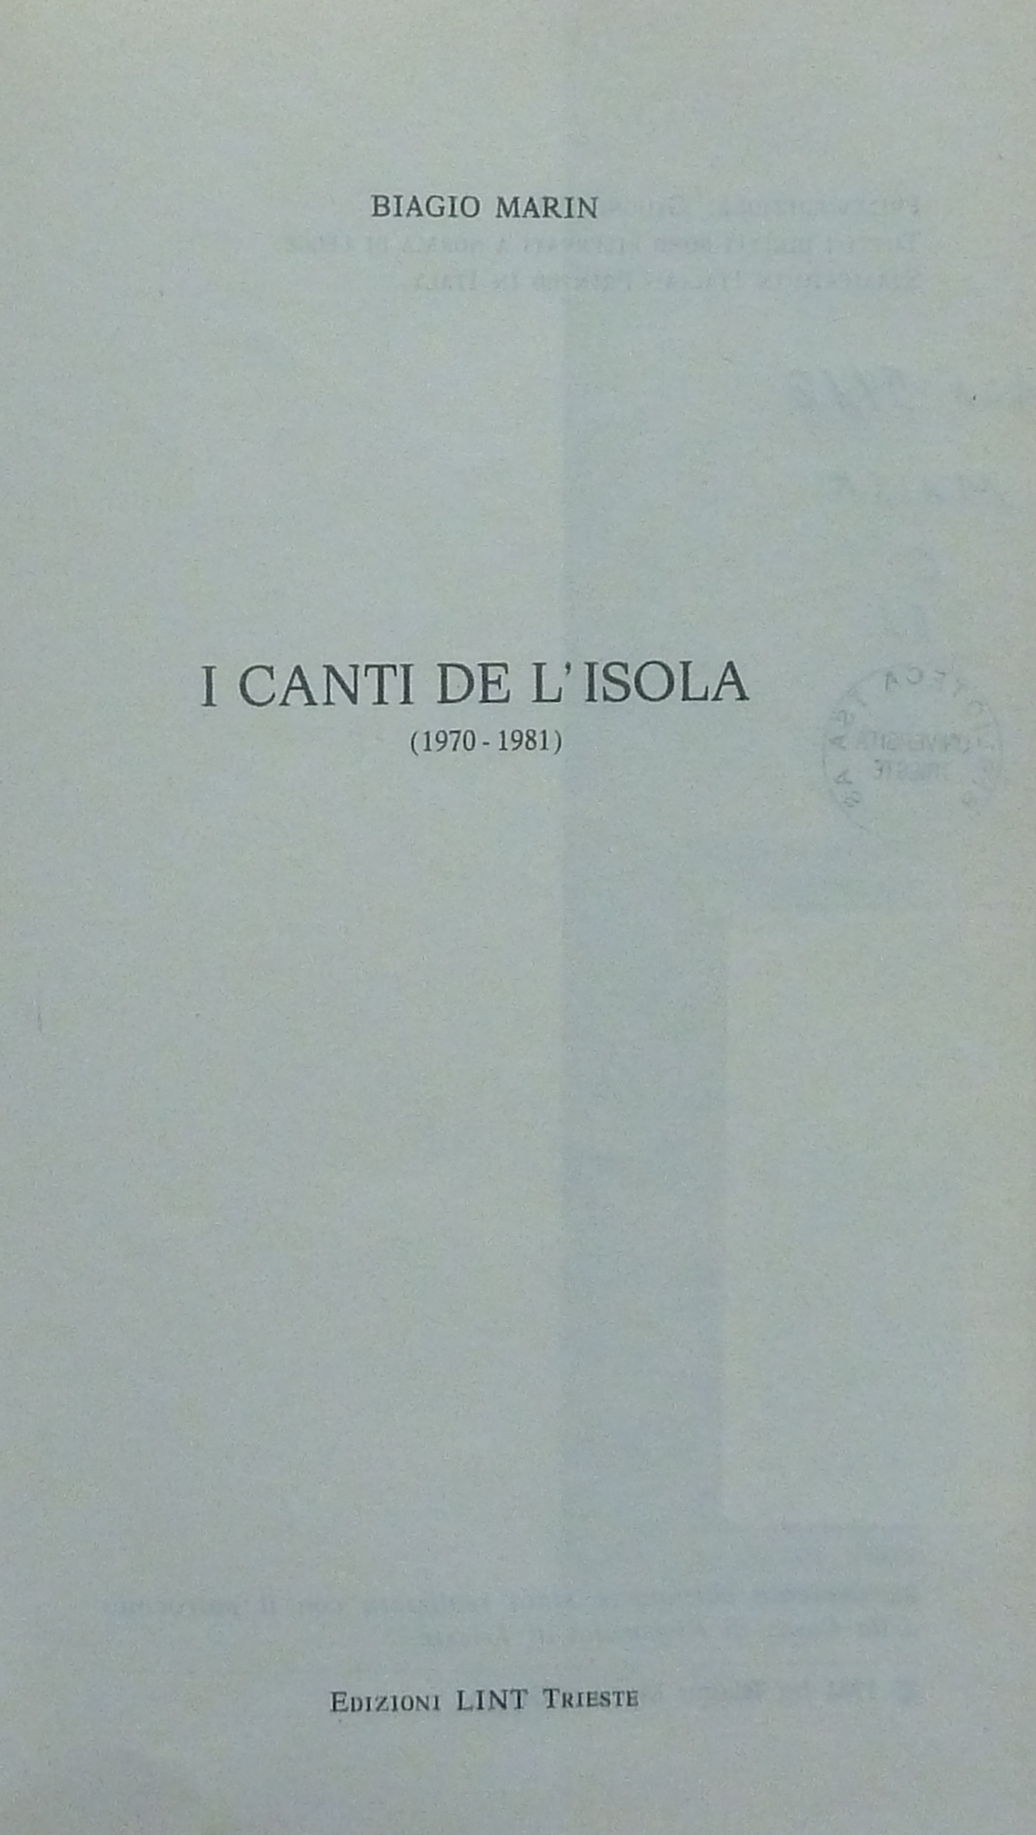 BIAGIO MARIN
I CANTI DE L'ISOLA
(1970 - 1981)
EDIZIONI LINT TRIESTE